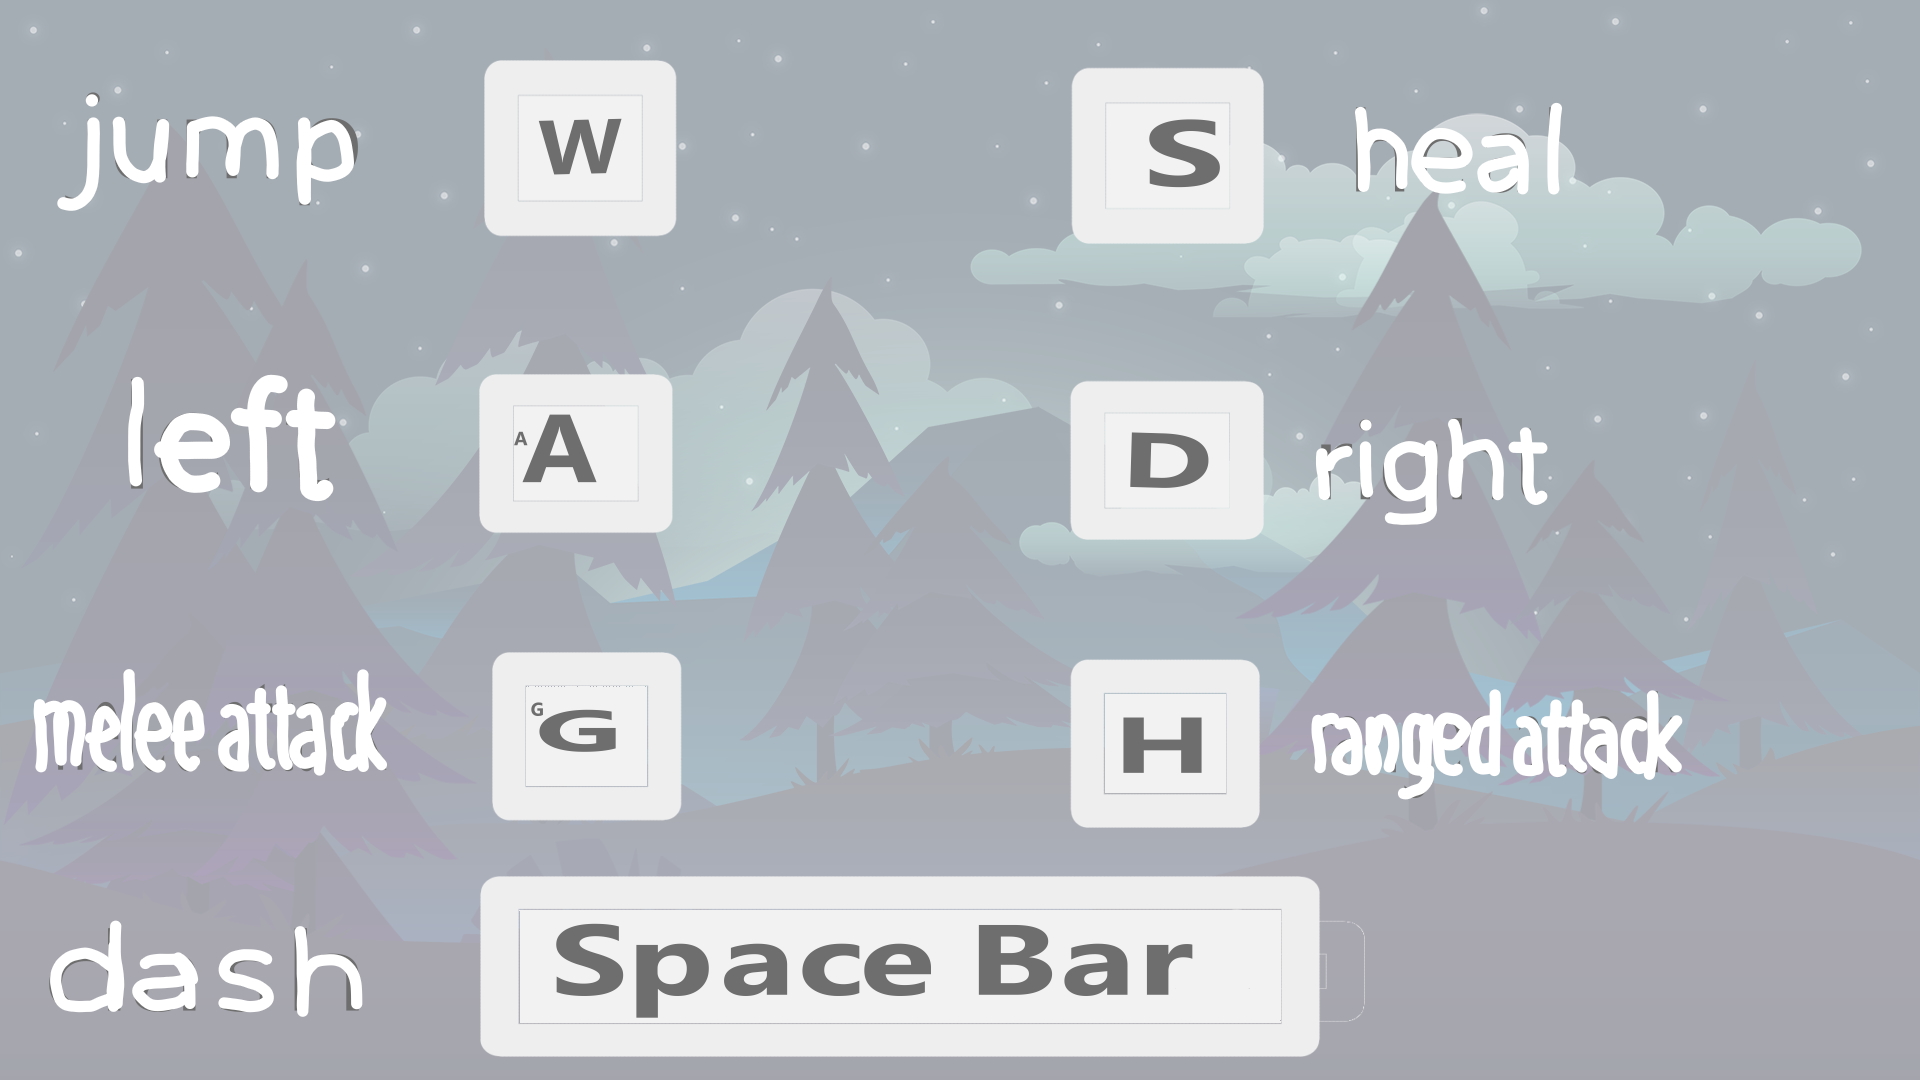 jump W S heal
left A A D right
melee attack G G H ranged attack
dash Space Bar